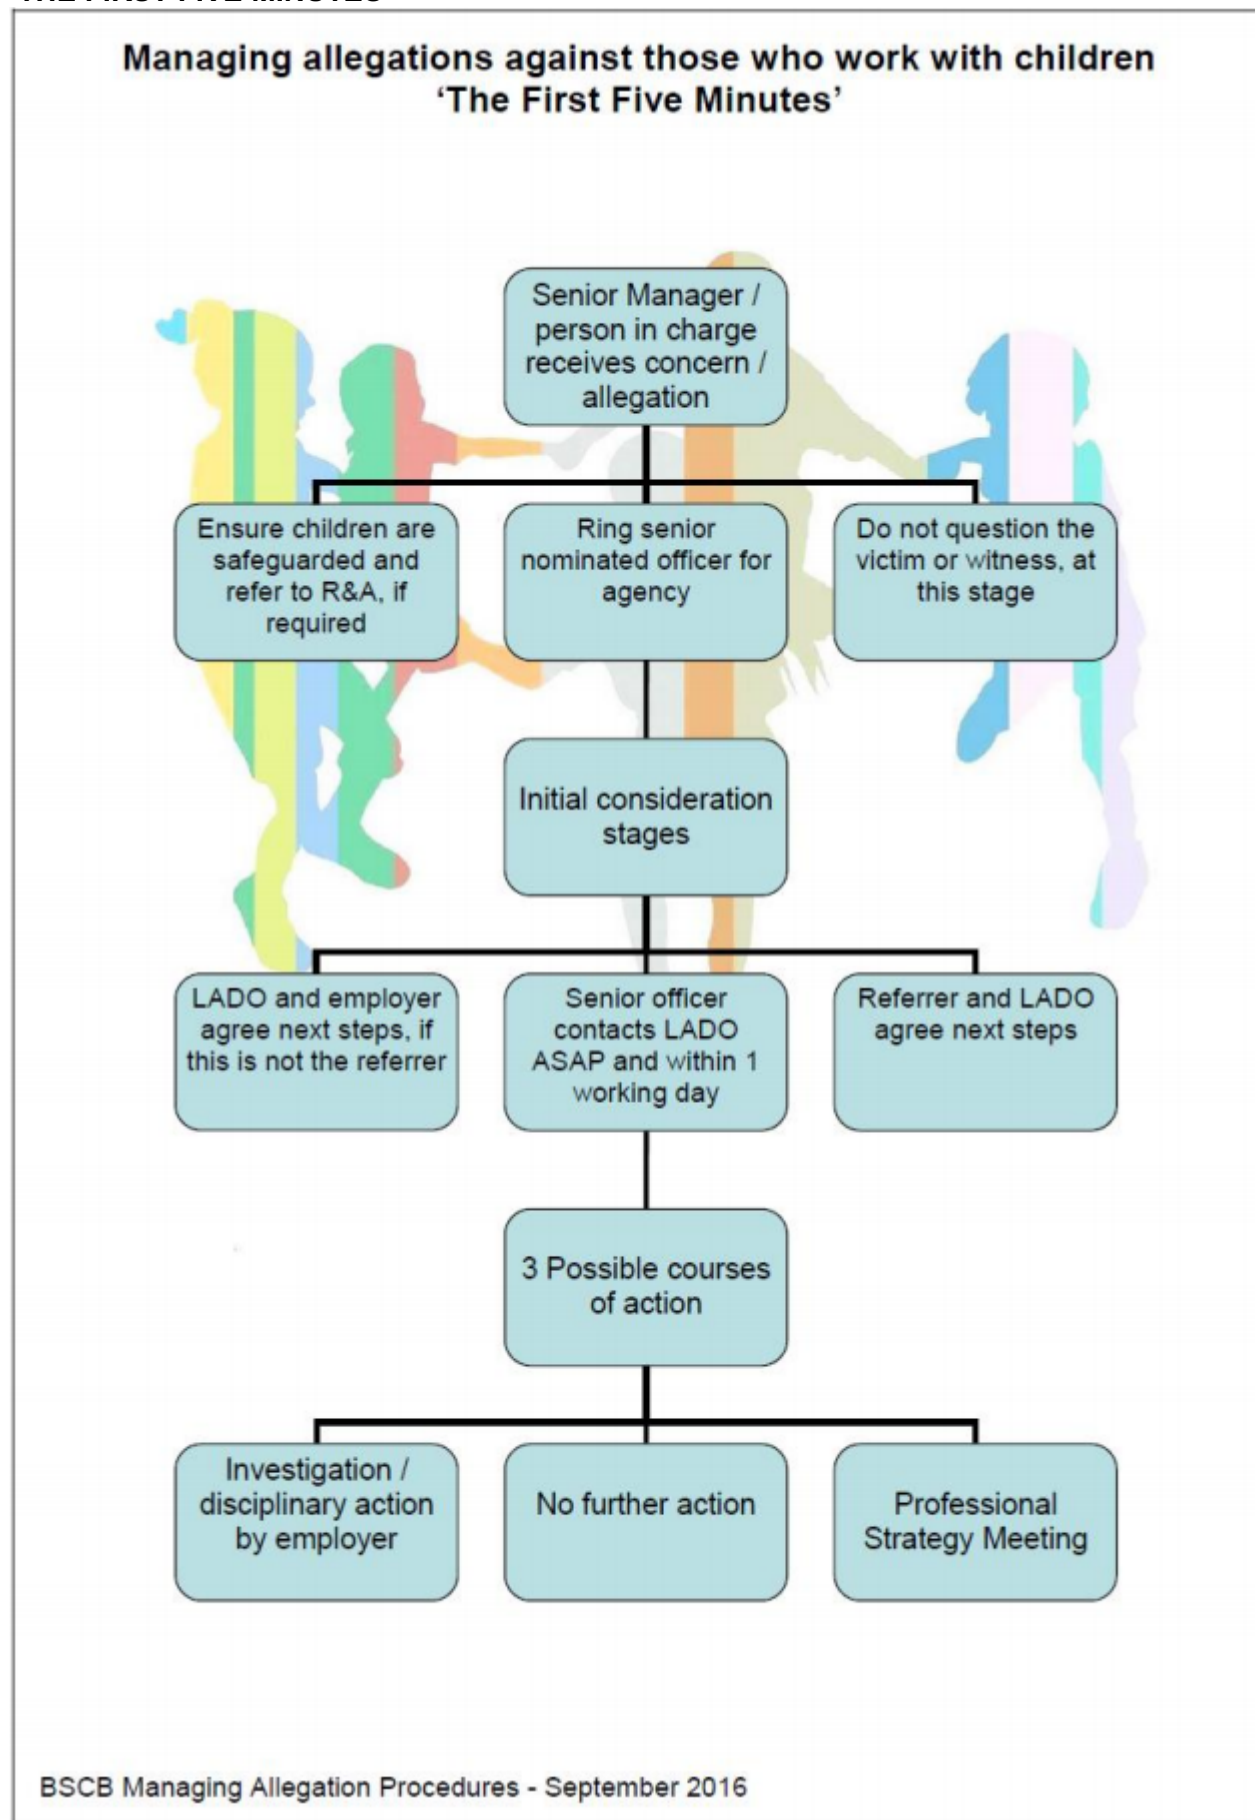 THE FIRST FIVE MINUTES
Managing allegations against those who work with children
‘The First Five Minutes’
Senior Manager /
person in charge
receives concern /
allegation
Ensure children are
safeguarded and
refer to R&A, if
required
Ring senior
nominated officer for
agency
Do not question the
victim or witness, at
this stage
Initial consideration
stages
LADO and employer
agree next steps, if
this is not the referrer
Senior officer
contacts LADO
ASAP and within 1
working day
Referrer and LADO
agree next steps
3 Possible courses
of action
Investigation /
disciplinary action
by employer
No further action
Professional
Strategy Meeting
BSCB Managing Allegation Procedures - September 2016